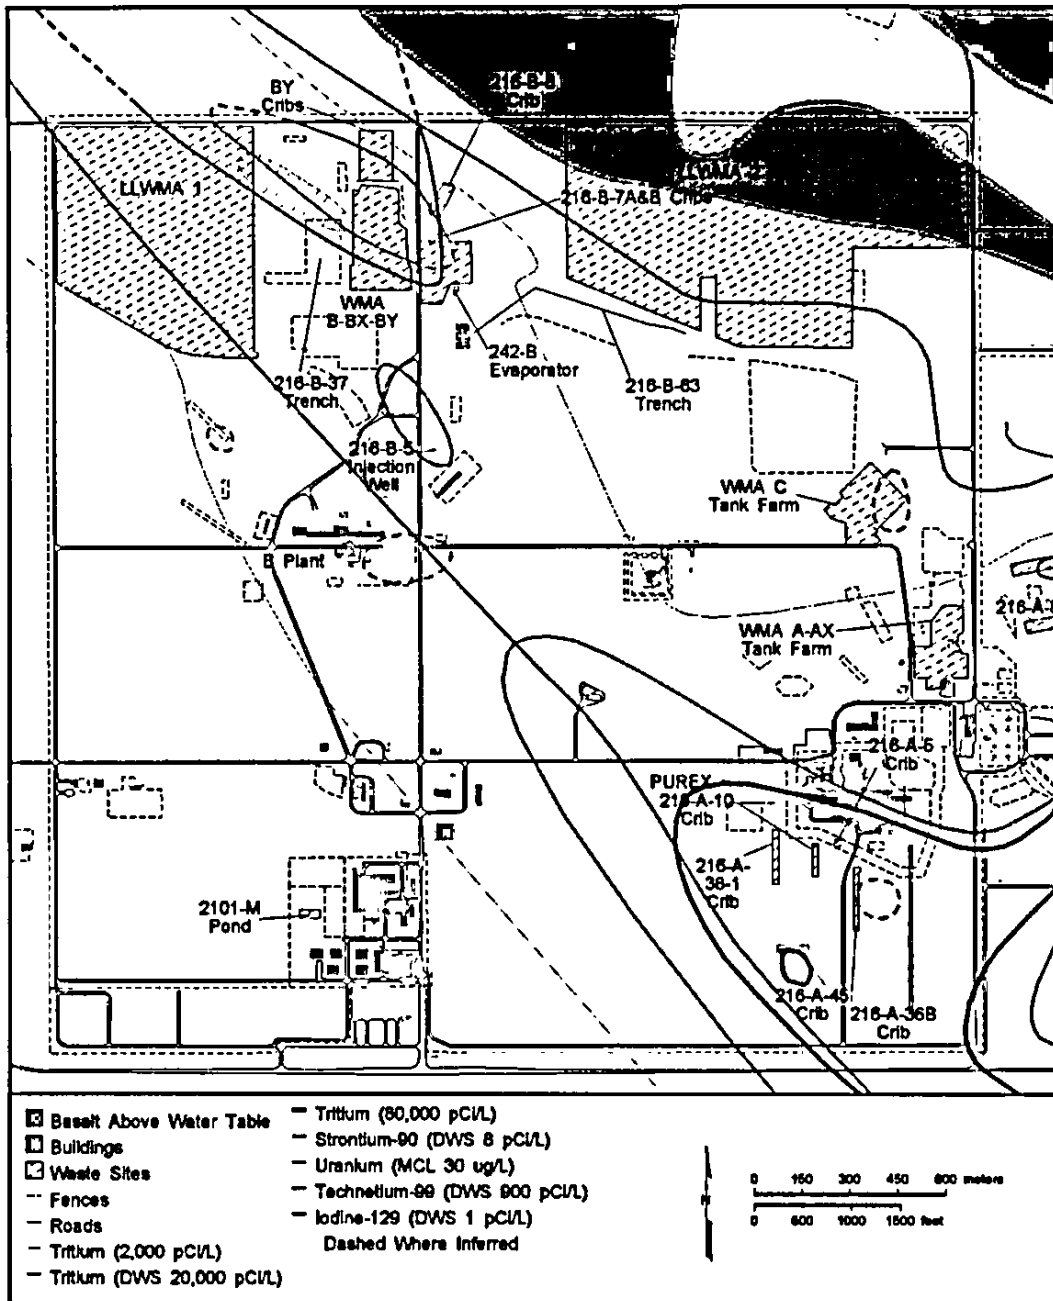 216-B-8
Crib
BY
Cribs
LLWMA 1
LLWMA 2
216-B-7A&B Cribs
WMA
B-BX-BY
242-B
Evaporator
216-B-37
Trench
216-B-63
Trench
216-B-5
Injection
Well
WMA C
Tank Farm
B Plant
216-A-
WMA A-AX
Tank Farm
216-A-6
Crib
PUREX
216-A-10
Crib
216-A-
36-1
Crib
2101-M
Pond
216-A-45
Crib
216-A-36B
Crib
Basalt Above Water Table
Buildings
Waste Sites
Fences
Roads
Tritium (2,000 pCi/L)
Tritium (DWS 20,000 pCi/L)
Tritium (80,000 pCi/L)
Strontium-90 (DWS 8 pCi/L)
Uranium (MCL 30 ug/L)
Technetium-99 (DWS 900 pCi/L)
Iodine-129 (DWS 1 pCi/L)
Dashed Where Inferred
N
0 150 300 450 600 meters
0 500 1000 1500 feet